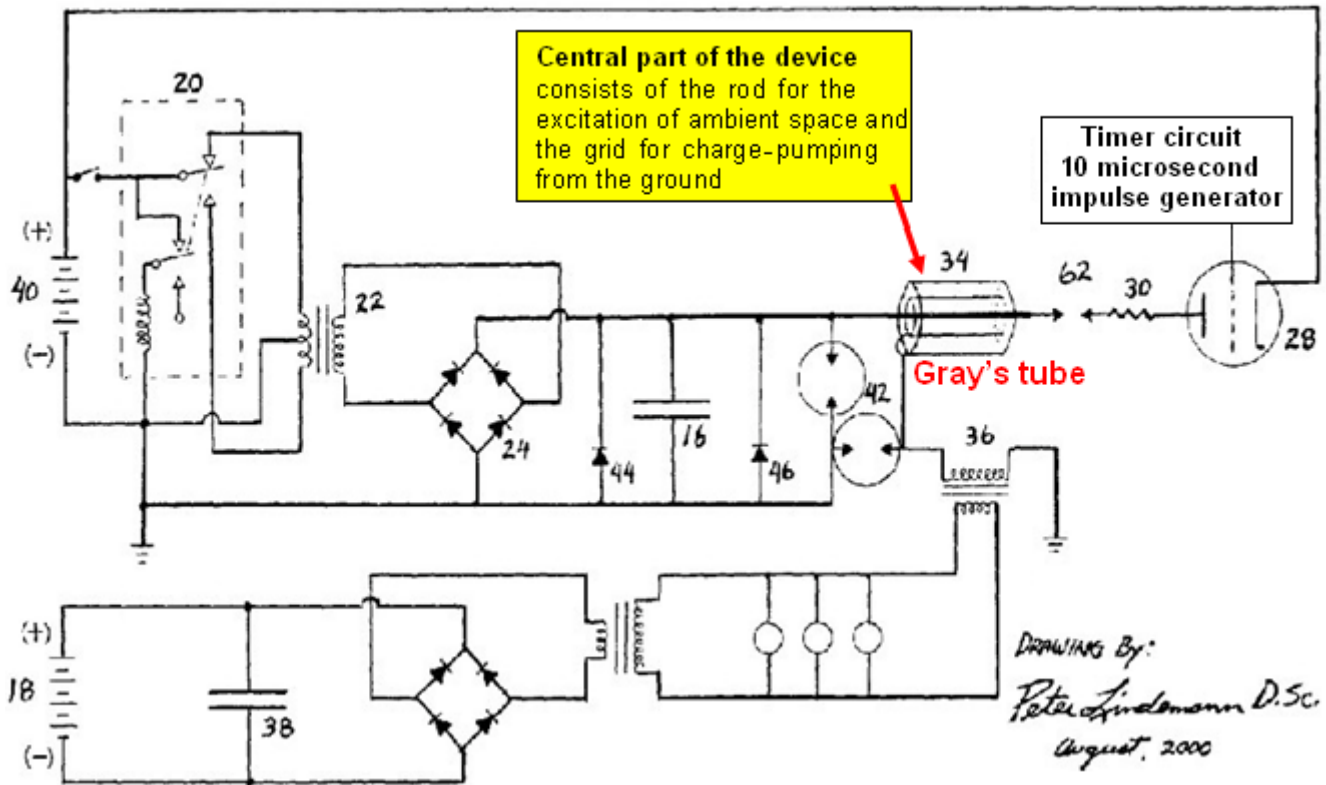 Central part of the device
consists of the rod for the
excitation of ambient space and
the grid for charge-pumping
from the ground
Timer circuit
10 microsecond
impulse generator
20
(+)
40
(-)
22
24
44
16
46
42
34
62
30
28
Gray's tube
36
(+)
18
(-)
38
DRAWING By:
Peter Lindemann D.Sc.
August, 2000